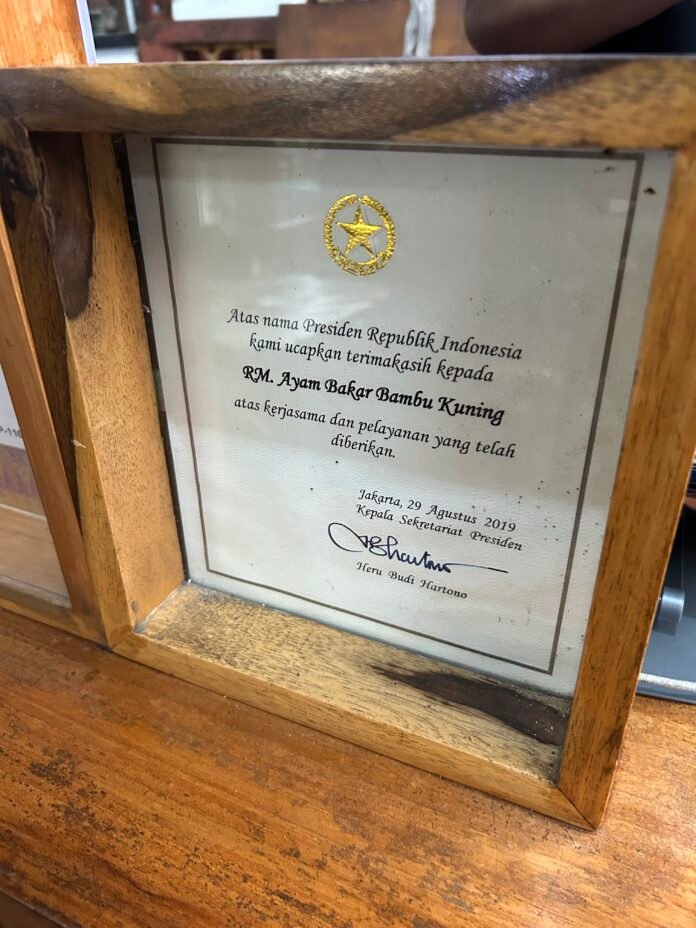 Atas nama Presiden Republik Indonesia
kami ucapkan terimakasih kepada
RM. Ayam Bakar Bambu Kuning
atas kerjasama dan pelayanan yang telah
diberikan.
Jakarta, 29 Agustus 2019
Kepala Sekretariat Presiden
Heru Budi Hartono